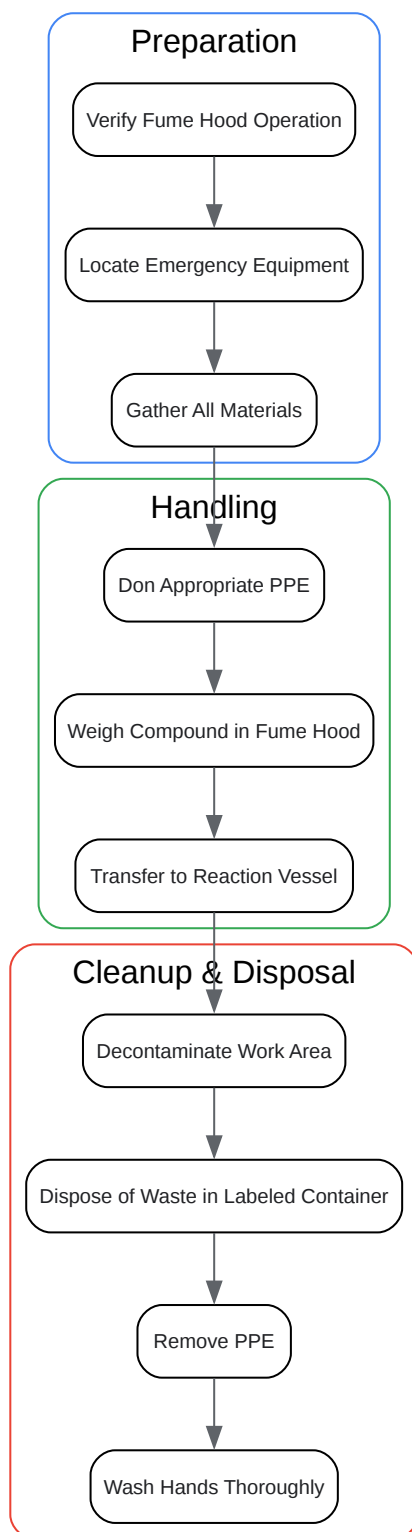 Preparation
Verify Fume Hood Operation
Locate Emergency Equipment
Gather All Materials
Handling
Don Appropriate PPE
Weigh Compound in Fume Hood
Transfer to Reaction Vessel
Cleanup & Disposal
Decontaminate Work Area
Dispose of Waste in Labeled Container
Remove PPE
Wash Hands Thoroughly